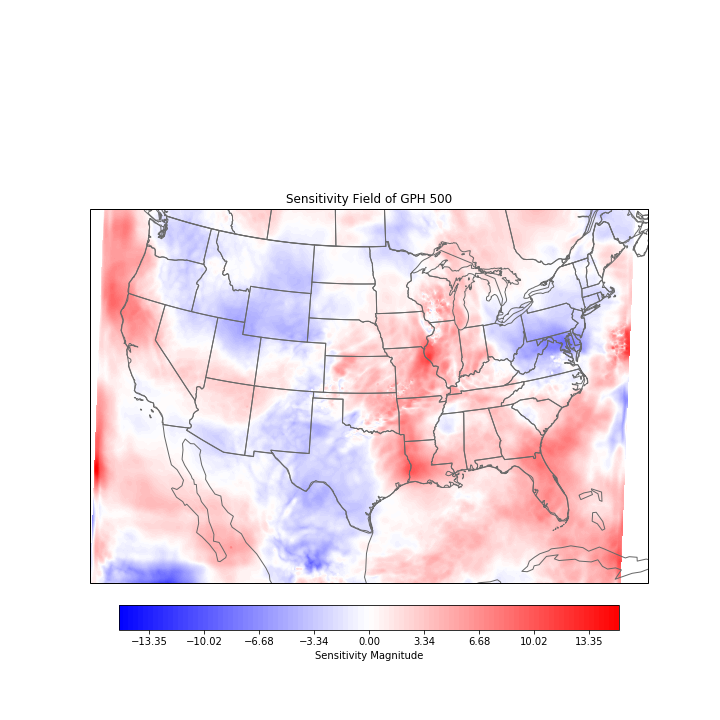 Sensitivity Field of GPH 500
−13.35 −10.02 −6.68 −3.34 0.00 3.34 6.68 10.02 13.35
Sensitivity Magnitude